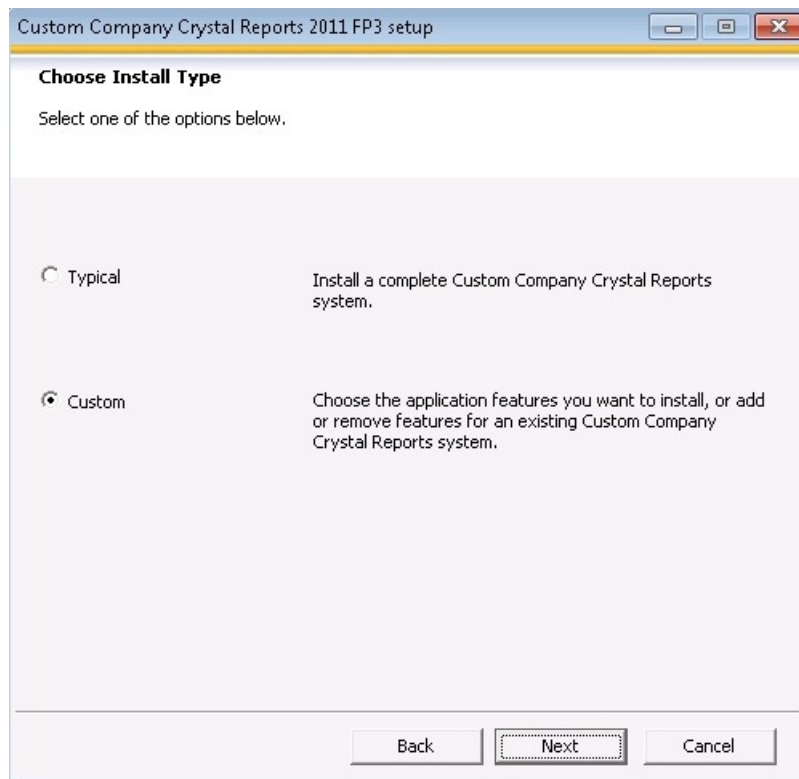 Custom Company Crystal Reports 2011 FP3 setup
Choose Install Type
Select one of the options below.
Typical
Install a complete Custom Company Crystal Reports
system.
Custom
Choose the application features you want to install, or add
or remove features for an existing Custom Company
Crystal Reports system.
Back
Next
Cancel